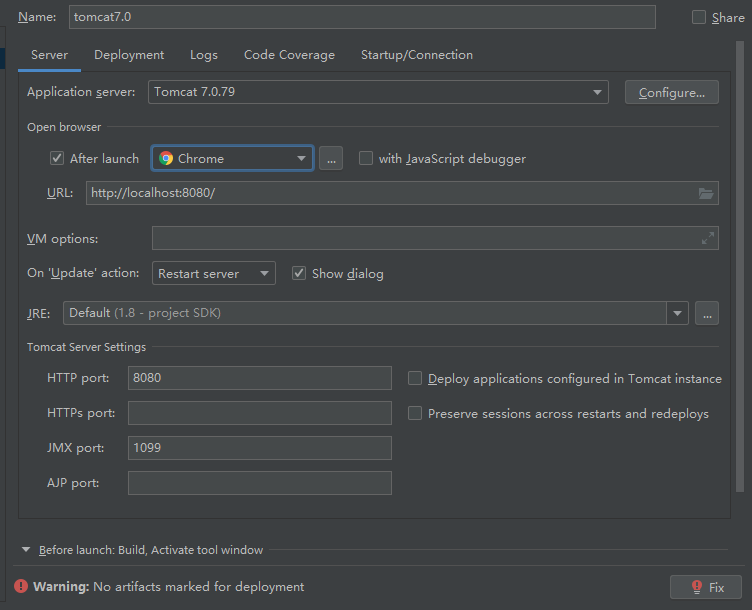 Name: tomcat7.0 Share
Server Deployment Logs Code Coverage Startup/Connection
Application server: Tomcat 7.0.79 Configure...
Open browser
After launch Chrome ... with JavaScript debugger
URL: http://localhost:8080/
VM options:
On 'Update' action: Restart server Show dialog
JRE: Default (1.8 - project SDK) ...
Tomcat Server Settings
HTTP port: 8080 Deploy applications configured in Tomcat instance
HTTPs port: Preserve sessions across restarts and redeploys
JMX port: 1099
AJP port:
Before launch: Build, Activate tool window
Warning: No artifacts marked for deployment Fix